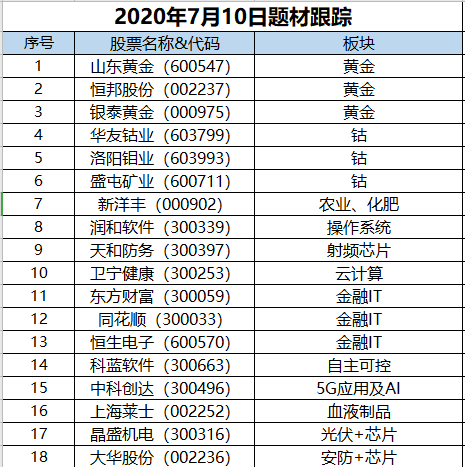 2020年7月10日题材跟踪
序号 股票名称&代码 板块
1 山东黄金（600547） 黄金
2 恒邦股份（002237） 黄金
3 银泰黄金（000975） 黄金
4 华友钴业（603799） 钴
5 洛阳钼业（603993） 钴
6 盛屯矿业（600711） 钴
7 新洋丰（000902） 农业、化肥
8 润和软件（300339） 操作系统
9 天和防务（300397） 射频芯片
10 卫宁健康（300253） 云计算
11 东方财富（300059） 金融IT
12 同花顺（300033） 金融IT
13 恒生电子（600570） 金融IT
14 科蓝软件（300663） 自主可控
15 中科创达（300496） 5G应用及AI
16 上海莱士（002252） 血液制品
17 晶盛机电（300316） 光伏+芯片
18 大华股份（002236） 安防+芯片